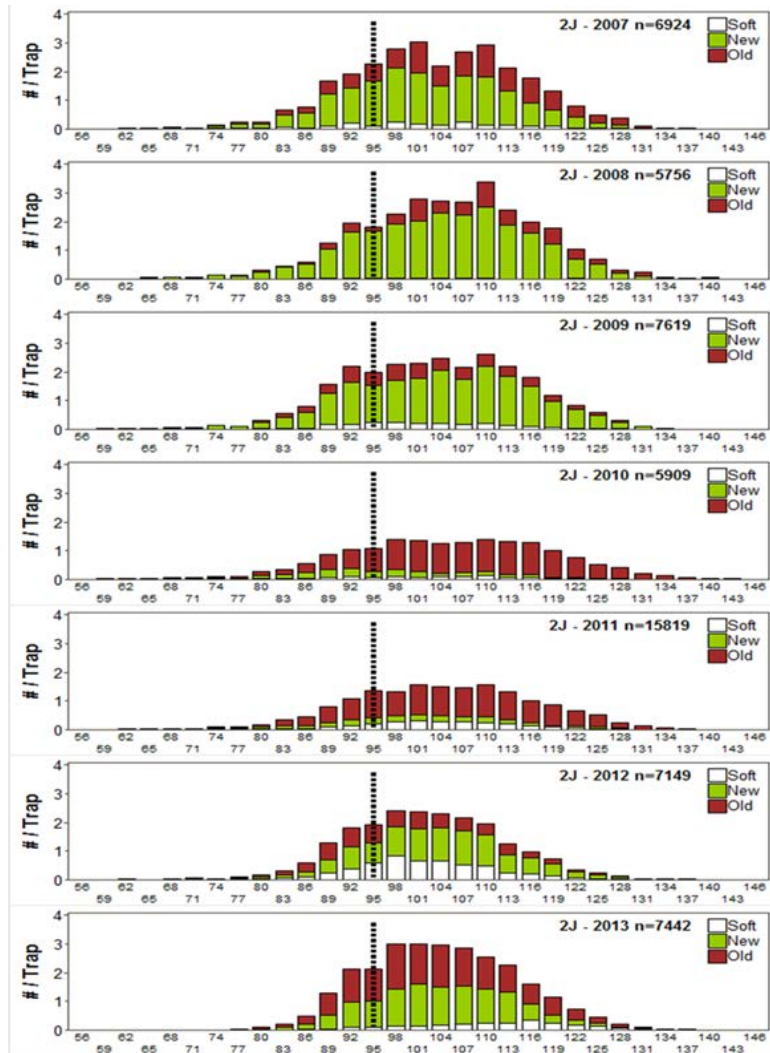 4 2J - 2007 n=6924 Soft
3 New
# / Trap 2 Old
1
0
56 62 68 74 80 86 92 98 104 110 116 122 128 134 140 146
59 65 71 77 83 89 95 101 107 113 119 125 131 137 143
4 2J - 2008 n=5756 Soft
3 New
# / Trap 2 Old
1
0
56 62 68 74 80 86 92 98 104 110 116 122 128 134 140 146
59 65 71 77 83 89 95 101 107 113 119 125 131 137 143
4 2J - 2009 n=7619 Soft
3 New
# / Trap 2 Old
1
0
56 62 68 74 80 86 92 98 104 110 116 122 128 134 140 146
59 65 71 77 83 89 95 101 107 113 119 125 131 137 143
4 2J - 2010 n=5909 Soft
3 New
# / Trap 2 Old
1
0
56 62 68 74 80 86 92 98 104 110 116 122 128 134 140 146
59 65 71 77 83 89 95 101 107 113 119 125 131 137 143
4 2J - 2011 n=15819 Soft
3 New
# / Trap 2 Old
1
0
56 62 68 74 80 86 92 98 104 110 116 122 128 134 140 146
59 65 71 77 83 89 95 101 107 113 119 125 131 137 143
4 2J - 2012 n=7149 Soft
3 New
# / Trap 2 Old
1
0
56 62 68 74 80 86 92 98 104 110 116 122 128 134 140 146
59 65 71 77 83 89 95 101 107 113 119 125 131 137 143
4 2J - 2013 n=7442 Soft
3 New
# / Trap 2 Old
1
0
56 62 68 74 80 86 92 98 104 110 116 122 128 134 140 146
59 65 71 77 83 89 95 101 107 113 119 125 131 137 143